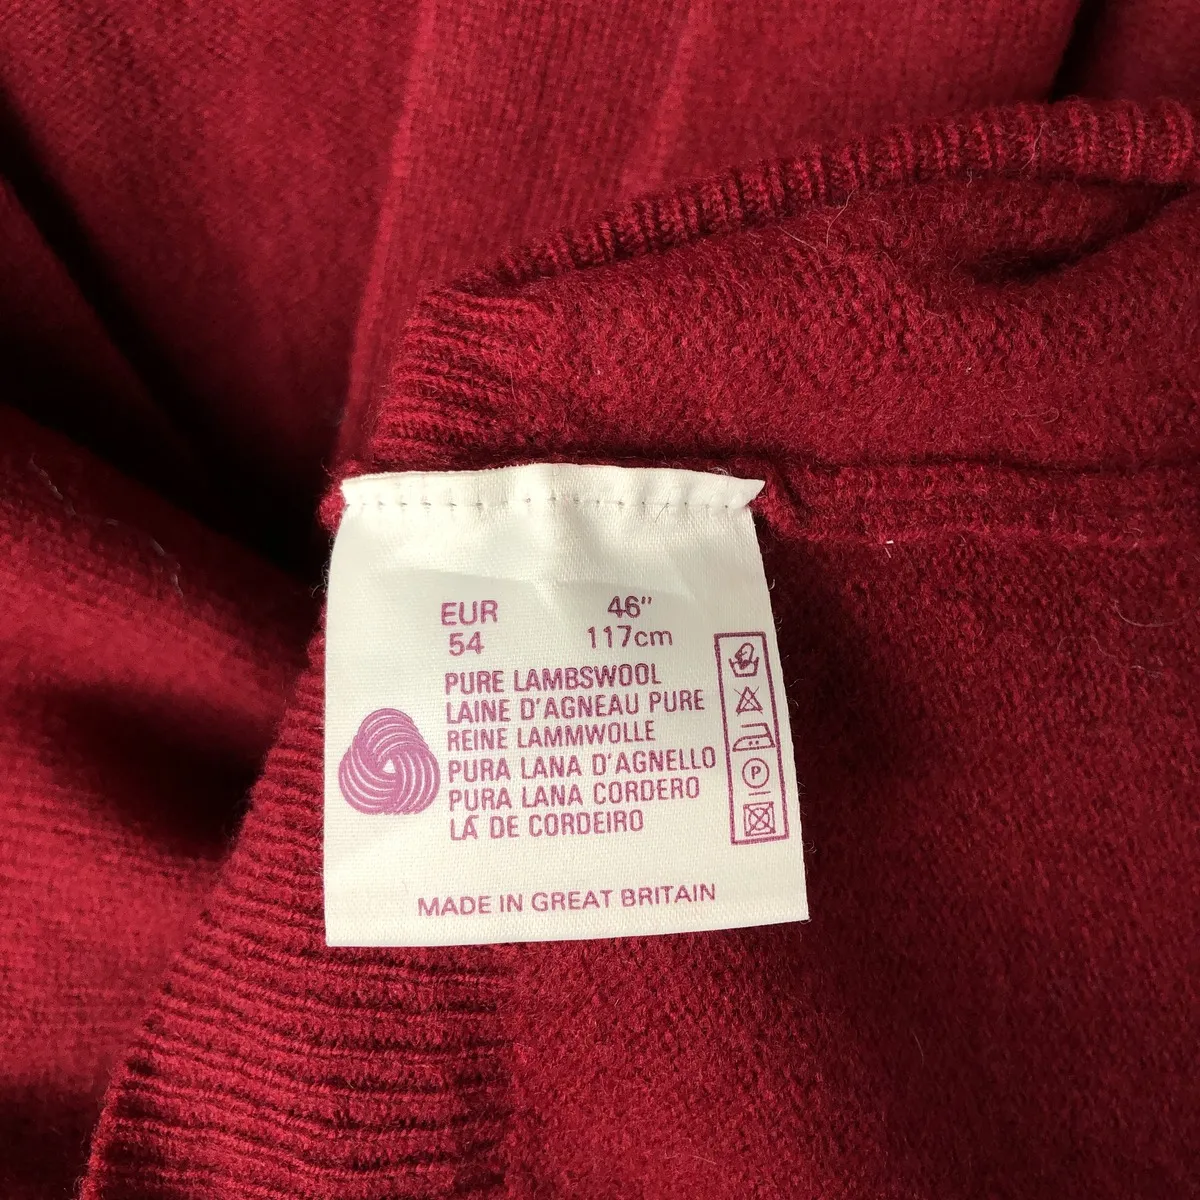 EUR 46"
54 117cm
PURE LAMBSWOOL
LAINE D'AGNEAU PURE
REINE LAMMWOLLE
PURA LANA D'AGNELLO
PURA LANA CORDERO
LÁ DE CORDEIRO
P
MADE IN GREAT BRITAIN